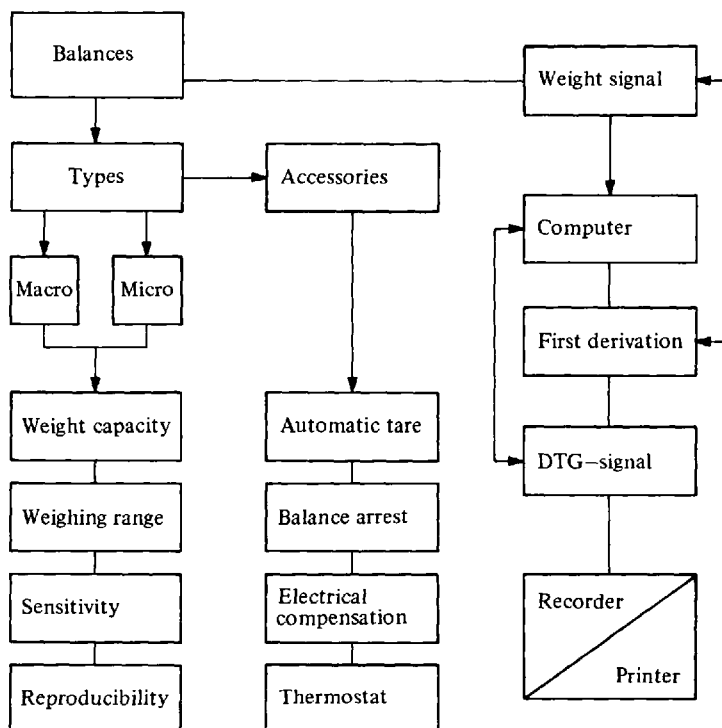 Balances
Weight signal
Types
Accessories
Computer
Macro
Micro
First derivation
Weight capacity
Automatic tare
DTG–signal
Weighing range
Balance arrest
Sensitivity
Electrical
compensation
Recorder
Printer
Reproducibility
Thermostat